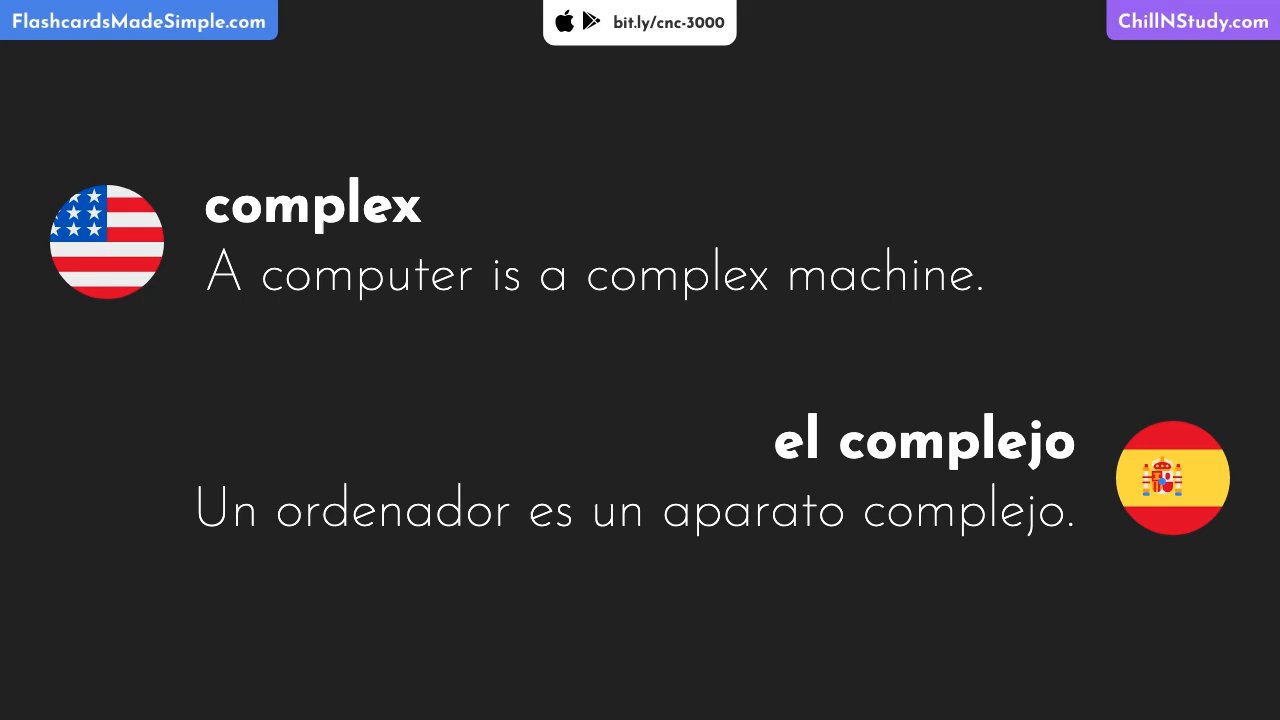 FlashcardsMadeSimple.com
bit.ly/cnc-3000
ChillNStudy.com
complex
A computer is a complex machine.
el complejo
Un ordenador es un aparato complejo.